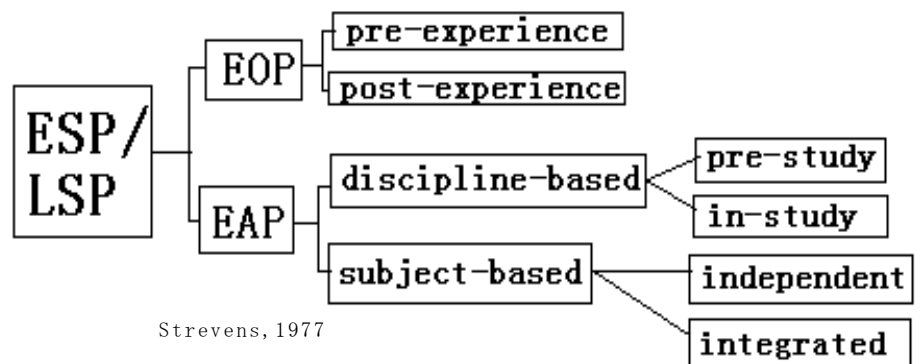 ESP/
LSP
EOP
pre-experience
post-experience
EAP
discipline-based
pre-study
in-study
subject-based
independent
integrated
Strevens,1977